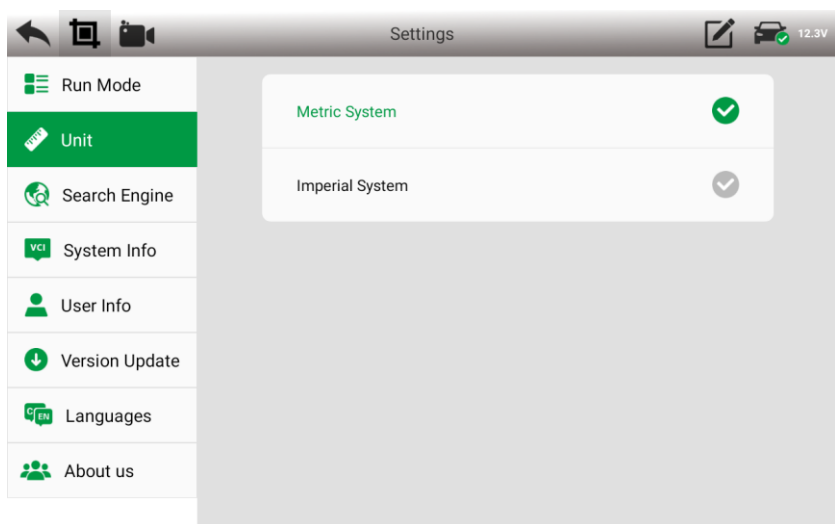 Settings
12.3V
Run Mode
Unit
Search Engine
VCI
System Info
User Info
Version Update
C EN
Languages
About us
Metric System
Imperial System